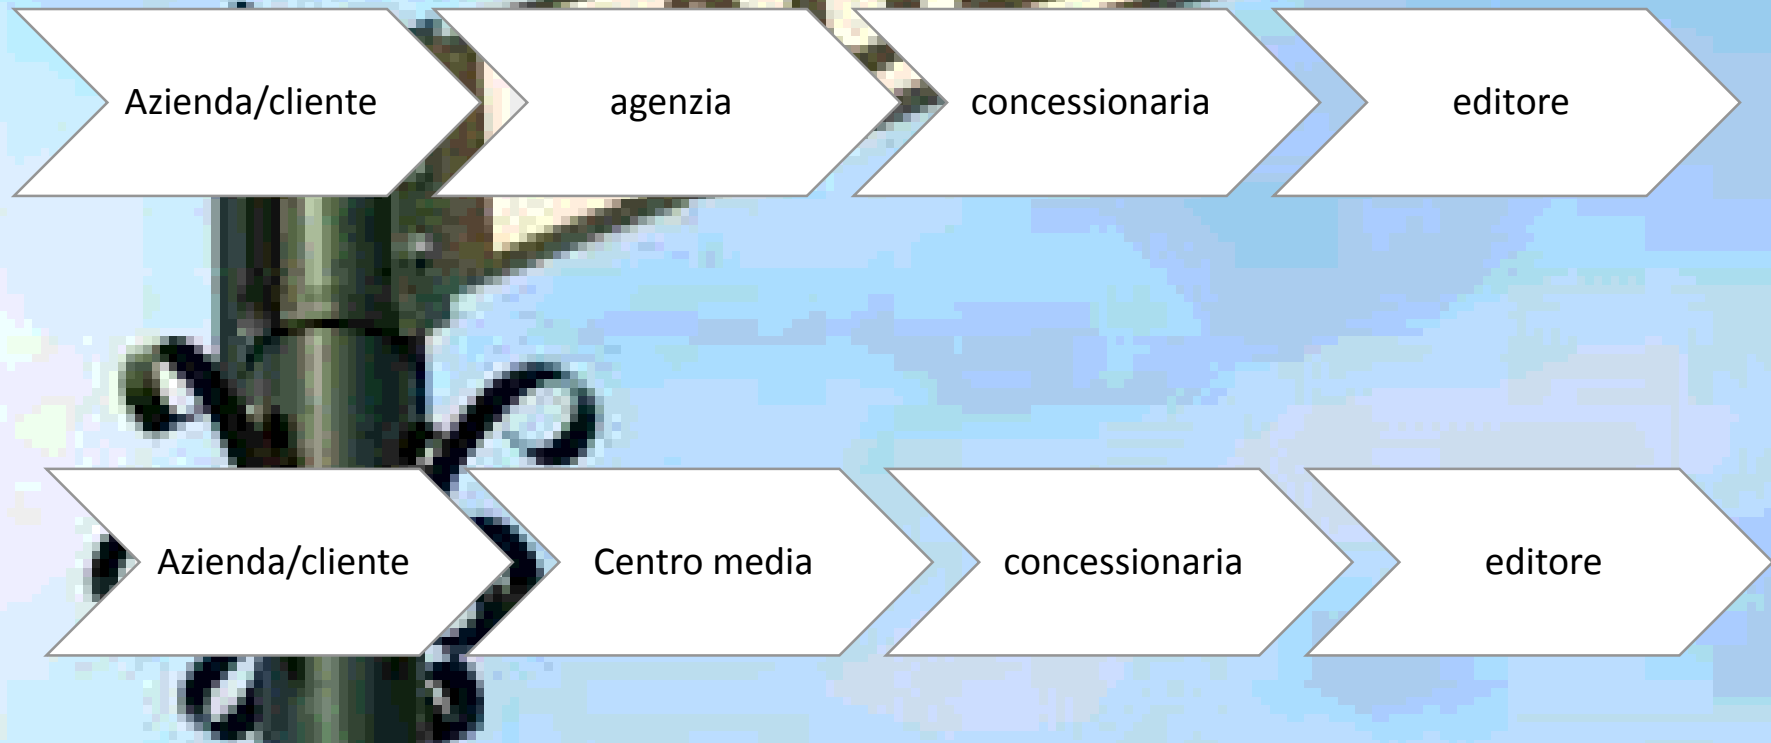 Azienda/cliente
agenzia
concessionaria
editore
Azienda/cliente
Centro media
concessionaria
editore